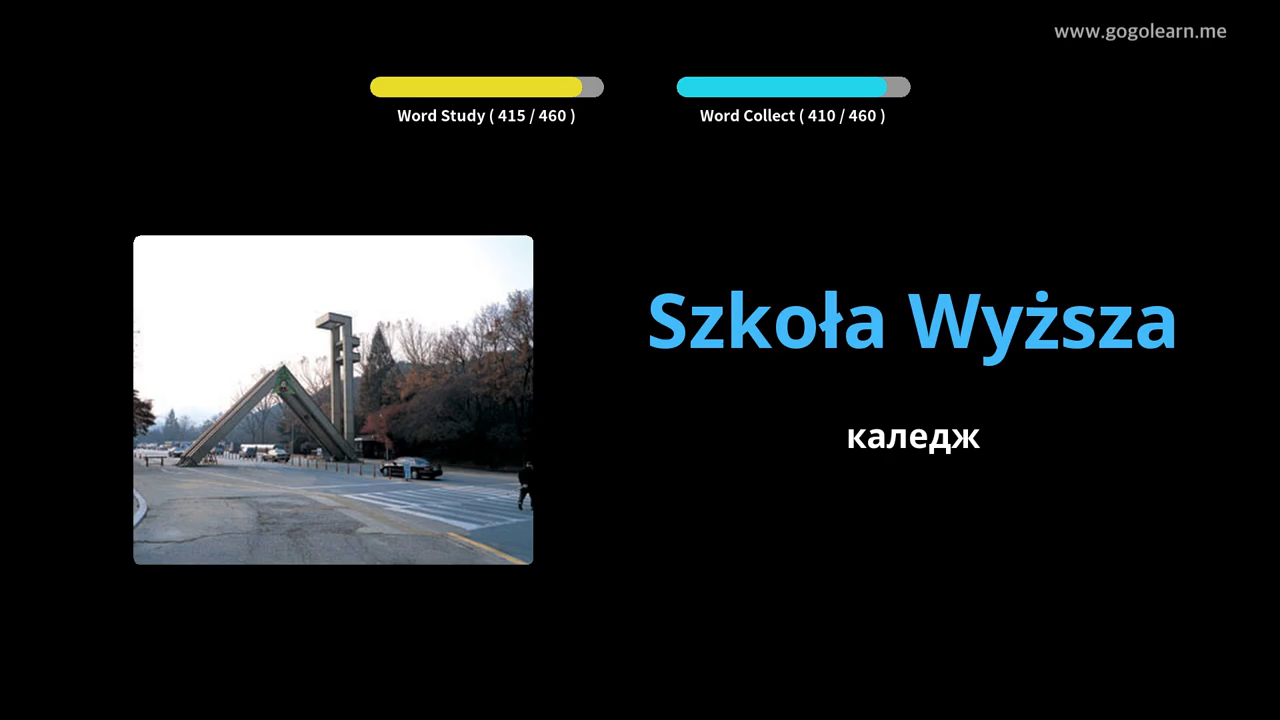 www.gogolearn.me
Word Study ( 415 / 460 )
Word Collect ( 410 / 460 )
Szkoła Wyższa
каледж